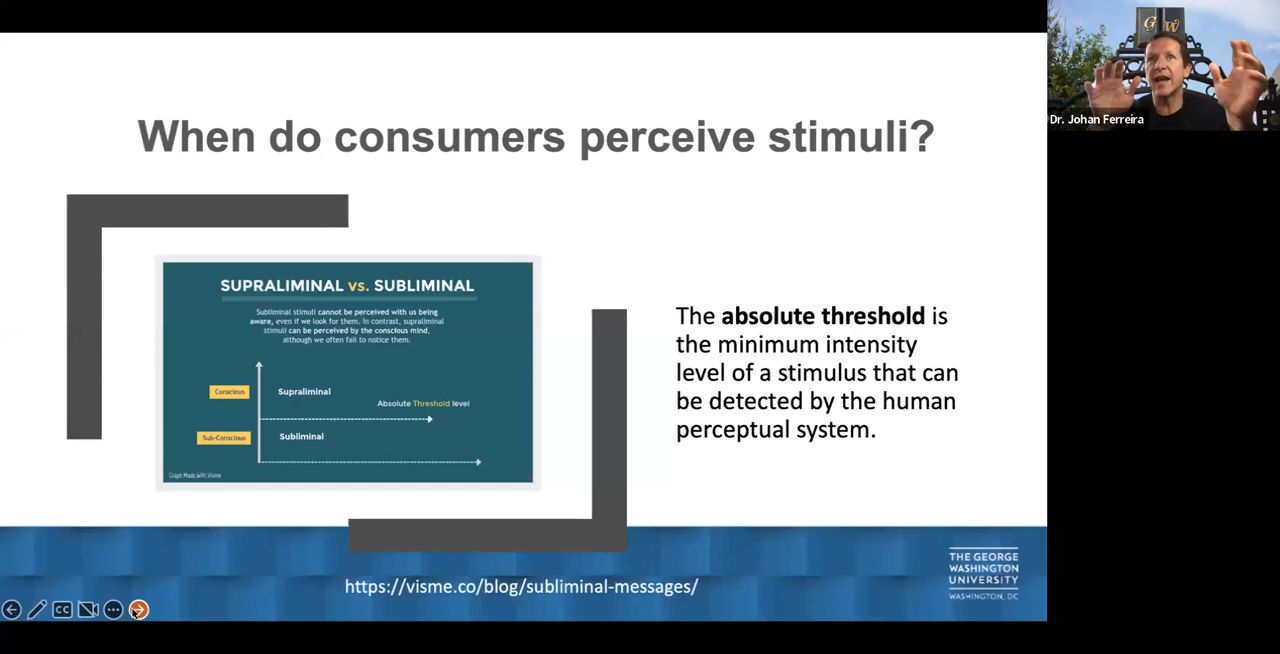 When do consumers perceive stimuli?
SUPRALIMINAL vs. SUBLIMINAL
Subliminal stimuli cannot be perceived with us being
aware, even if we look for them. In contrast, supraliminal
stimuli can be perceived by the conscious mind,
although we often fail to notice them.
Conscious
Supraliminal
Absolute Threshold level
Sub-Conscious
Subliminal
Graph Made With Visme
The absolute threshold is
the minimum intensity
level of a stimulus that can
be detected by the human
perceptual system.
https://visme.co/blog/subliminal-messages/
THE GEORGE
WASHINGTON
UNIVERSITY
WASHINGTON, DC
CC
G W
Dr. Johan Ferreira